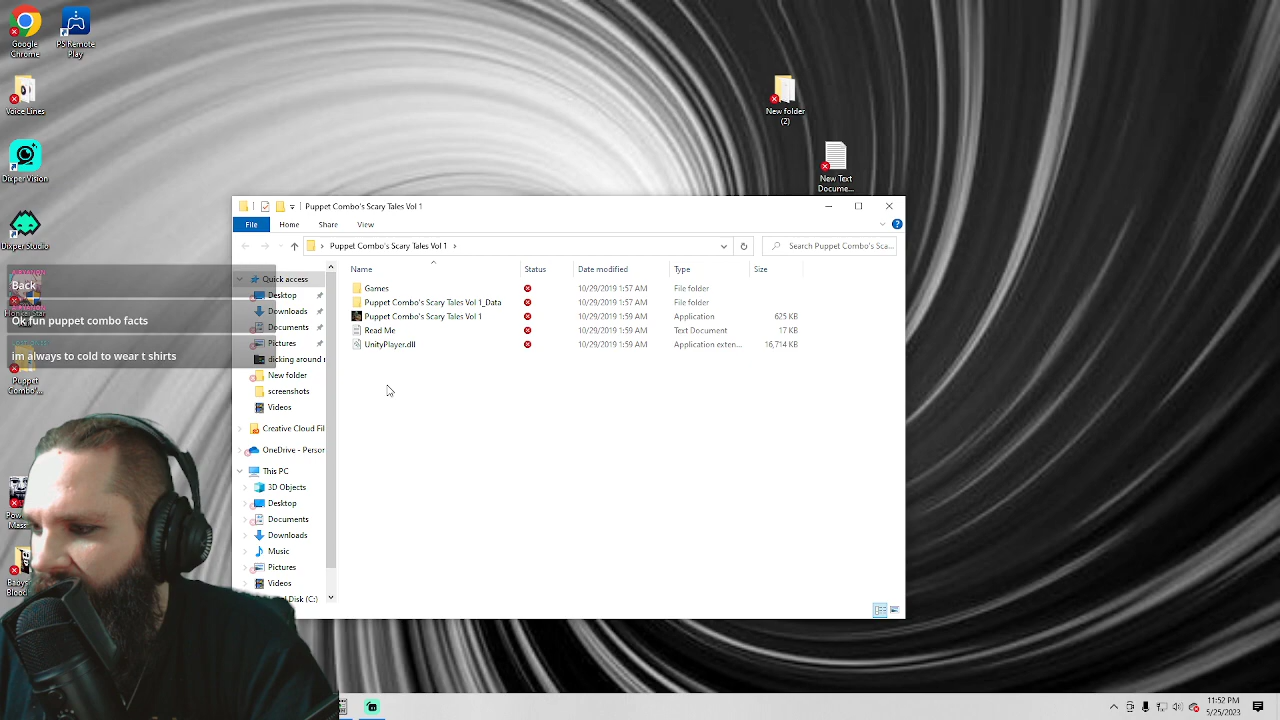 Google
Chrome
PS Remote
Play
Voice Lines
Dixper Vision
Dixper Studio
Back
Ok fun puppet combo facts
im always to cold to wear t shirts
Puppet
Combo'...
New folder
(2)
New Text
Docume...
Puppet Combo's Scary Tales Vol 1
File
Home
Share
View
Puppet Combo's Scary Tales Vol 1
Search Puppet Combo's Sca...
Name
Status
Date modified
Type
Size
Games
10/29/2019 1:57 AM
File folder
Puppet Combo's Scary Tales Vol 1_Data
10/29/2019 1:57 AM
File folder
Puppet Combo's Scary Tales Vol 1
10/29/2019 1:59 AM
Application
625 KB
Read Me
10/29/2019 1:59 AM
Text Document
17 KB
UnityPlayer.dll
10/29/2019 1:59 AM
Application exten...
16,714 KB
Quick access
Desktop
Downloads
Documents
Pictures
dicking around
New folder
screenshots
Videos
Creative Cloud Fil
OneDrive - Person
This PC
3D Objects
Desktop
Documents
Downloads
Music
Pictures
Videos
Disk (C:)
11:52 PM
5/25/2023